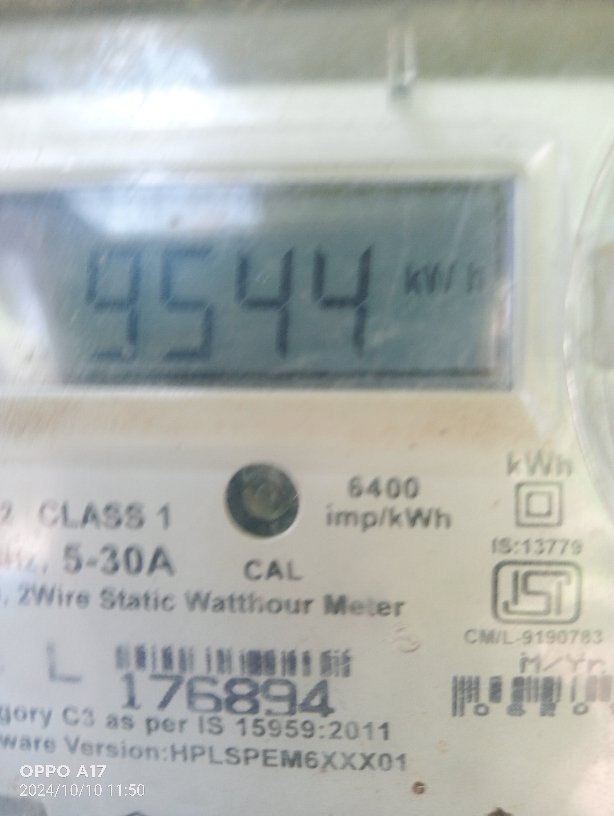 9544 kWh
6400
imp/kWh
kWh
CLASS 1
5-30A
CAL
IS:13779
2Wire Static Watthour Meter
ISI
CM/L-9190783
L
M/Yr
176894
gory C3 as per IS 15959:2011
ware Version:HPLSPEM6XXX01
OPPO A17
2024/10/10 11:50